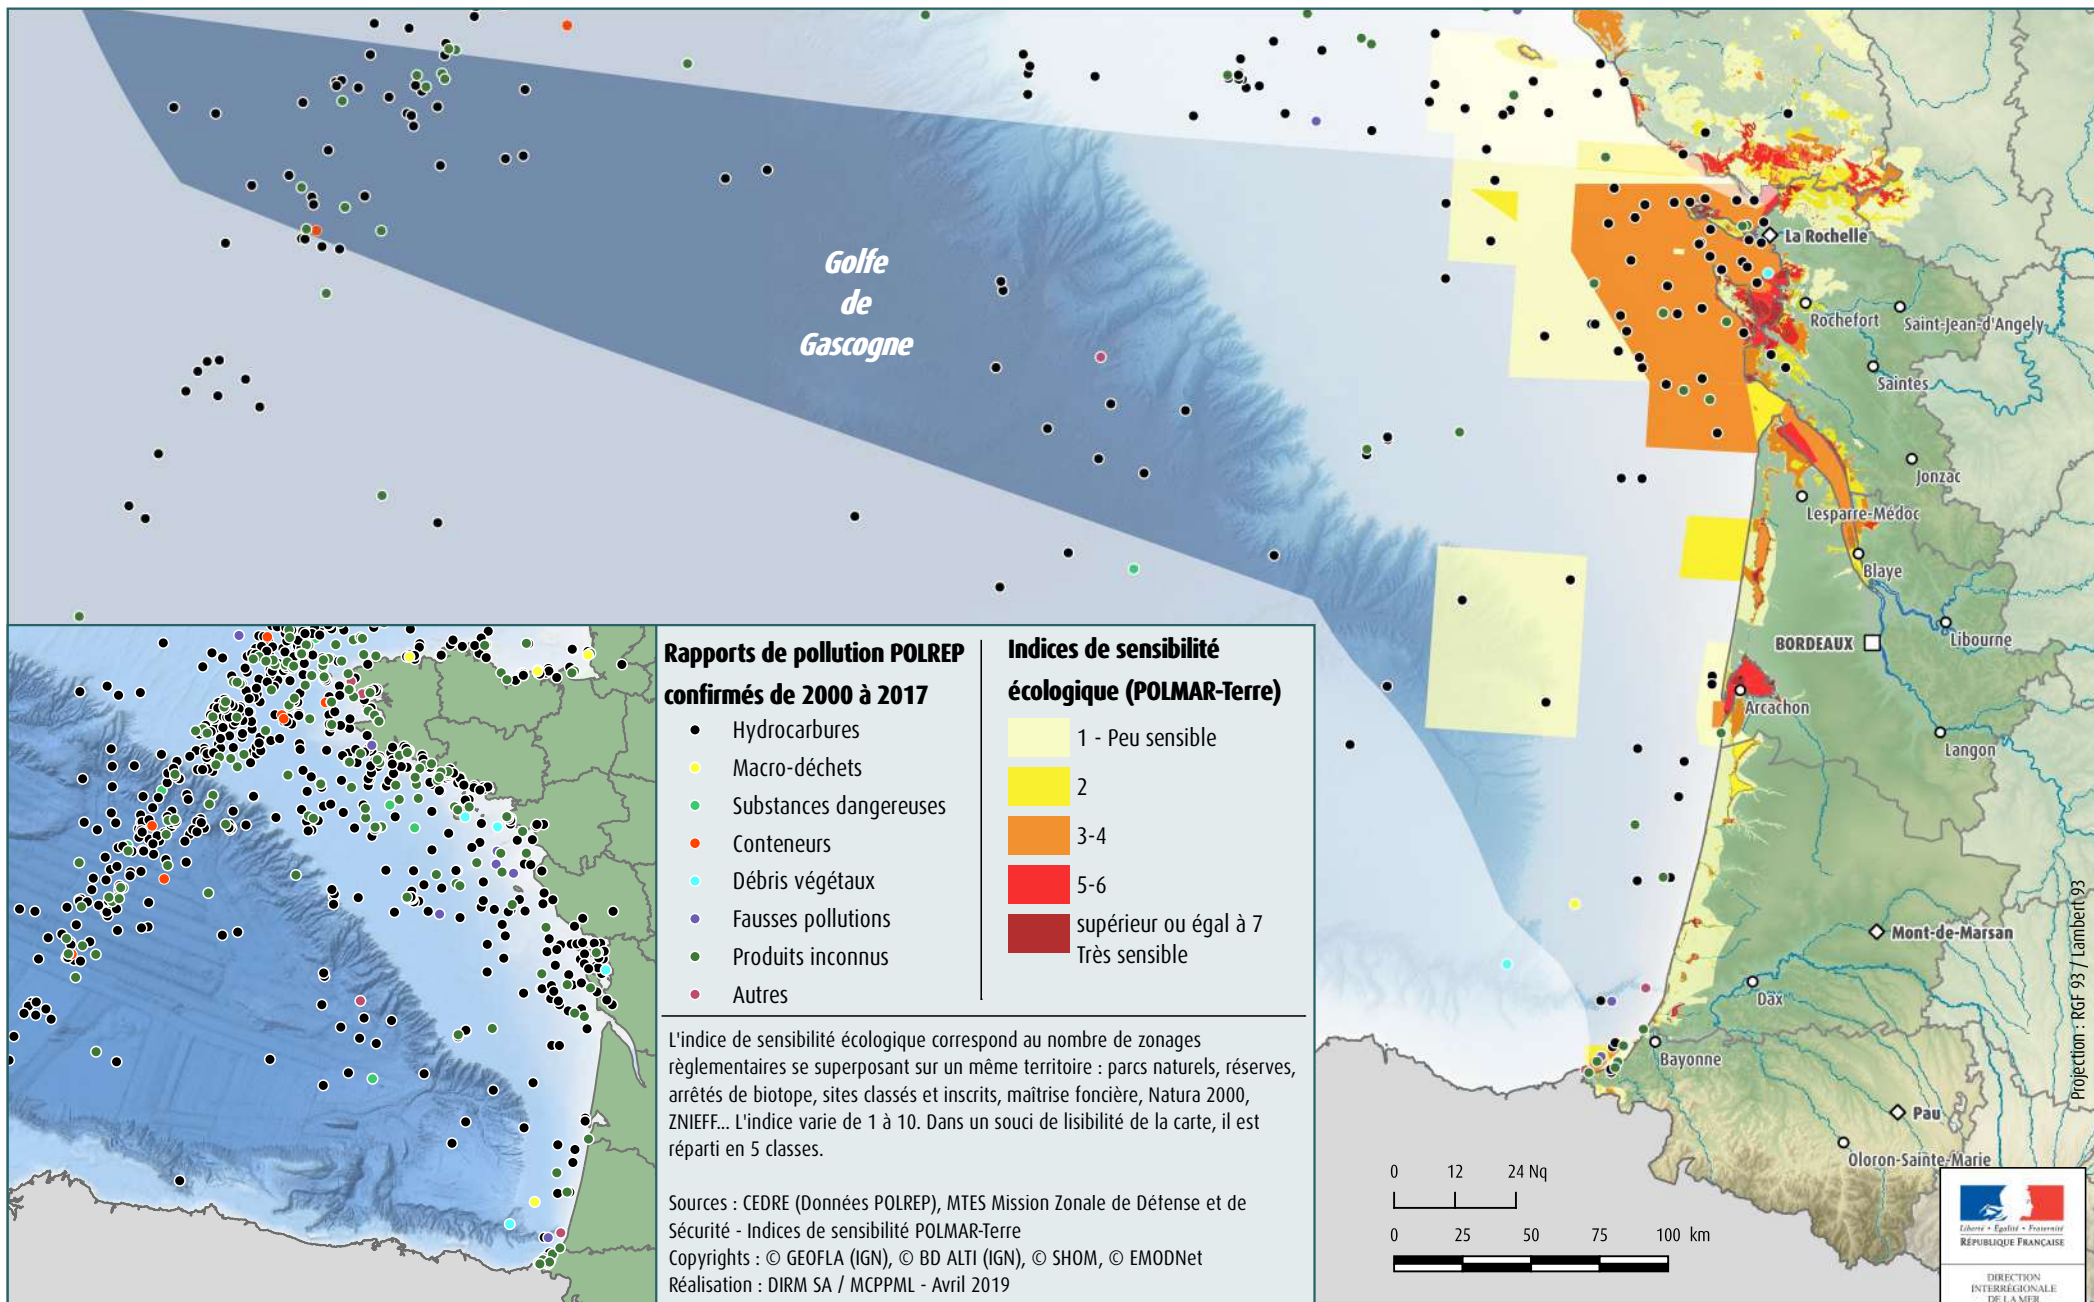 Golfe
de
Gascogne
La Rochelle
Rochefort
Saint-Jean-d'Angely
Saintes
Jonzac
Lesparre-Médoc
Blaye
Libourne
BORDEAUX
Arcachon
Langon
Mont-de-Marsan
Dax
Bayonne
Pau
Oloron-Sainte-Marie
Rapports de pollution POLREP
confirmés de 2000 à 2017
Hydrocarbures
Macro-déchets
Substances dangereuses
Conteneurs
Débris végétaux
Fausses pollutions
Produits inconnus
Autres
Indices de sensibilité
écologique (POLMAR-Terre)
1 - Peu sensible
2
3-4
5-6
supérieur ou égal à 7
Très sensible
L'indice de sensibilité écologique correspond au nombre de zonages
règlementaires se superposant sur un même territoire : parcs naturels, réserves,
arrêtés de biotope, sites classés et inscrits, maîtrise foncière, Natura 2000,
ZNIEFF... L'indice varie de 1 à 10. Dans un souci de lisibilité de la carte, il est
réparti en 5 classes.
Sources : CEDRE (Données POLREP), MTES Mission Zonale de Défense et de
Sécurité - Indices de sensibilité POLMAR-Terre
Copyrights : © GEOFLA (IGN), © BD ALTI (IGN), © SHOM, © EMODNet
Réalisation : DIRM SA / MCPPML - Avril 2019
0 12 24 Nq
0 25 50 75 100 km
Projection : RGF 93 / Lambert 93
Liberté • Égalité • Fraternité
RÉPUBLIQUE FRANÇAISE
DIRECTION
INTERRÉGIONALE
DE LA MER